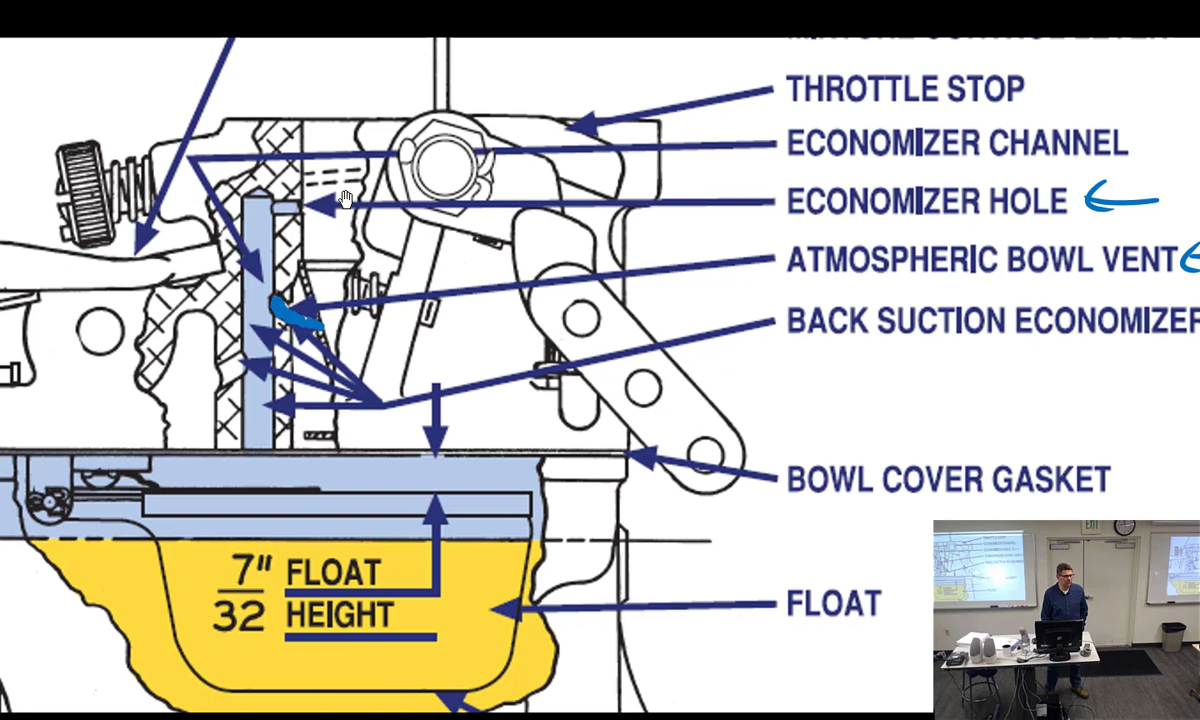 THROTTLE STOP
ECONOMIZER CHANNEL
ECONOMIZER HOLE
ATMOSPHERIC BOWL VENT
BACK SUCTION ECONOMIZER
BOWL COVER GASKET
7"
32
FLOAT
HEIGHT
FLOAT
EXIT